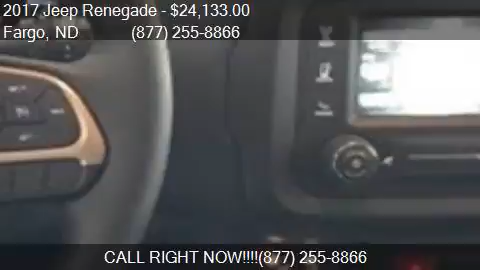 2017 Jeep Renegade - $24,133.00
Fargo, ND (877) 255-8866
CALL RIGHT NOW!!!!(877) 255-8866